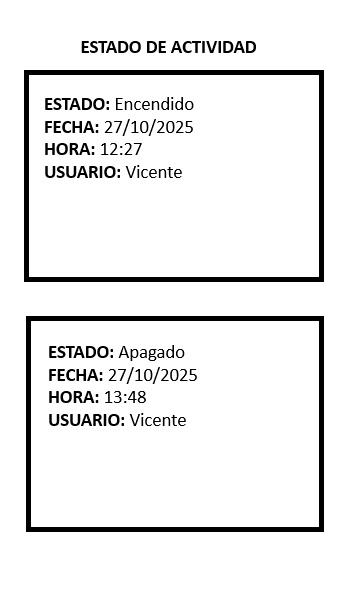 ESTADO DE ACTIVIDAD
ESTADO: Encendido
FECHA: 27/10/2025
HORA: 12:27
USUARIO: Vicente
ESTADO: Apagado
FECHA: 27/10/2025
HORA: 13:48
USUARIO: Vicente